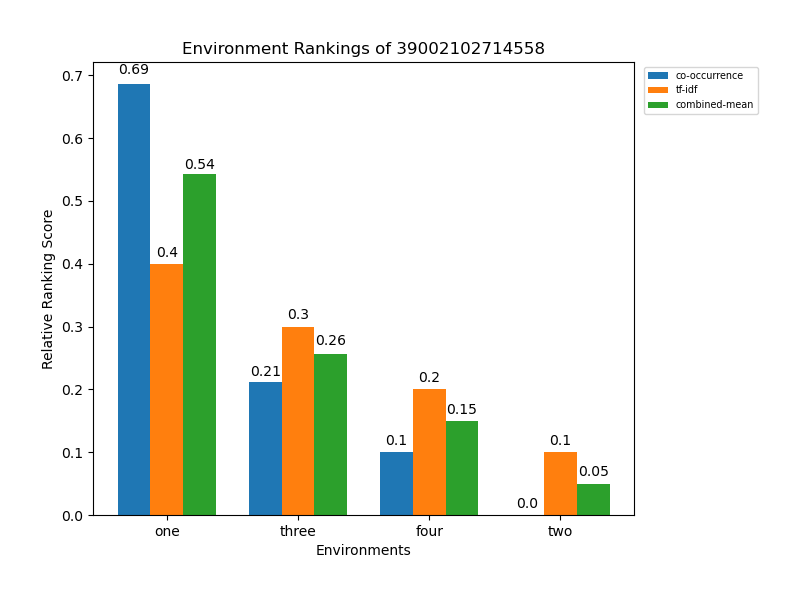 Environment Rankings of 39002102714558
co-occurrence
tf-idf
combined-mean
Relative Ranking Score
0.7
0.6
0.5
0.4
0.3
0.2
0.1
0.0
0.69
0.4
0.54
0.21
0.3
0.26
0.1
0.2
0.15
0.0
0.1
0.05
one three four two
Environments